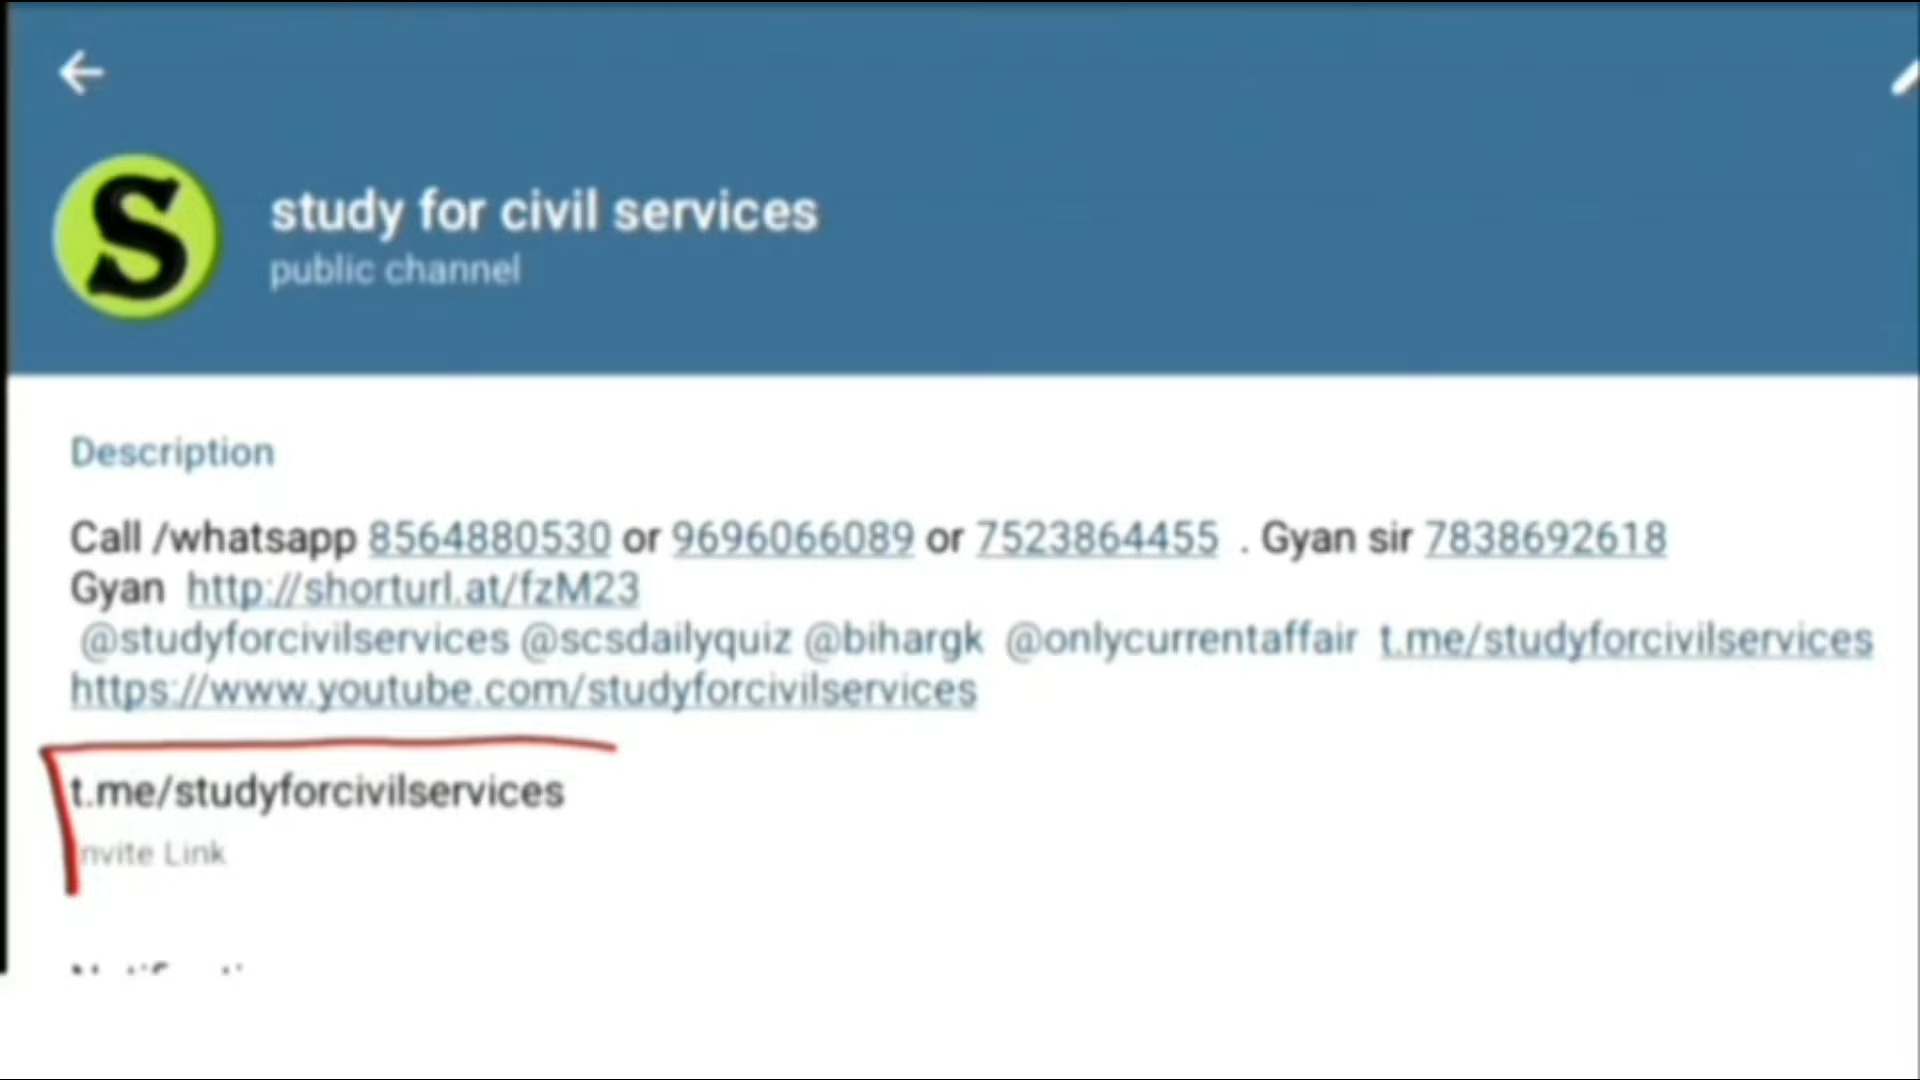 S
study for civil services
public channel
Description
Call /whatsapp 8564880530 or 9696066089 or 7523864455 . Gyan sir 7838692618
Gyan http://shorturl.at/fzM23
@studyforcivilservices @scsdailyquiz @bihargk @onlycurrentaffair t.me/studyforcivilservices
https://www.youtube.com/studyforcivilservices
t.me/studyforcivilservices
nvite Link